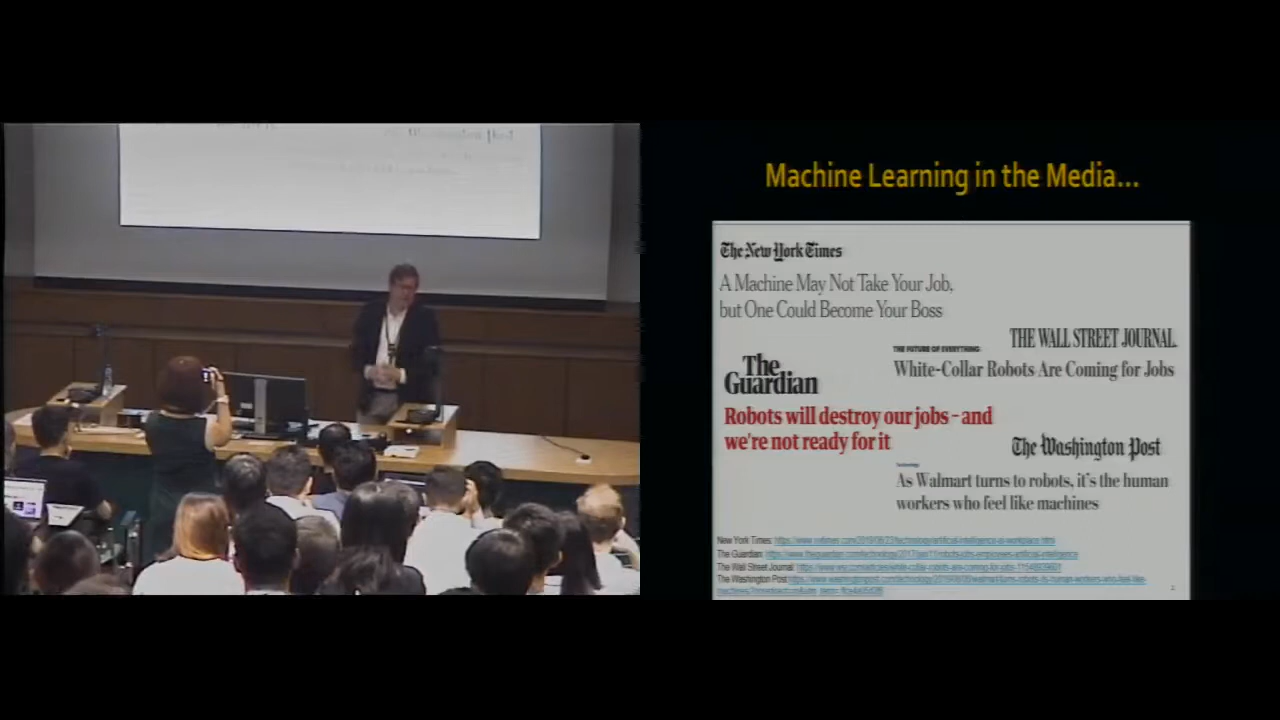 Machine Learning in the Media...
The New York Times
A Machine May Not Take Your Job,
but One Could Become Your Boss
THE WALL STREET JOURNAL.
THE FUTURE OF EVERYTHING
White-Collar Robots Are Coming for Jobs
The
Guardian
Robots will destroy our jobs – and
we're not ready for it
The Washington Post
Technology
As Walmart turns to robots, it's the human
workers who feel like machines
New York Times:
The Guardian:
The Wall Street Journal:
The Washington Post: